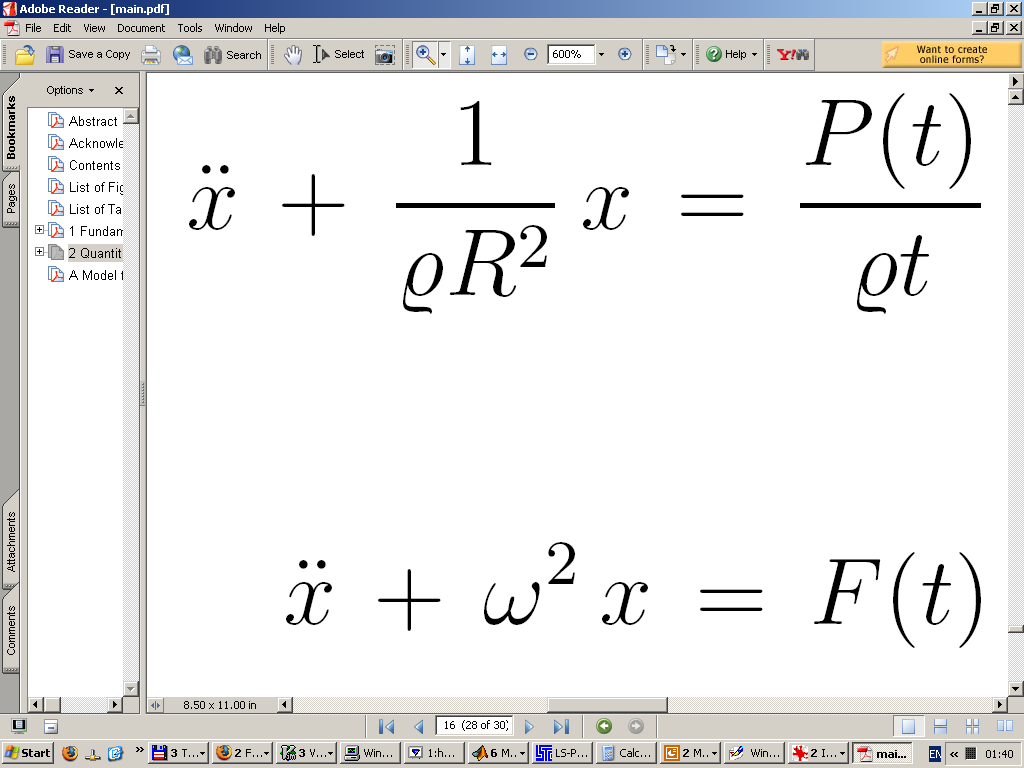 Adobe Reader - [main.pdf]
File Edit View Document Tools Window Help
Save a Copy Search Select 600% Help Y! Want to create online forms?
Options
Bookmarks
Pages
Attachments
Comments
Abstract
Acknowle
Contents
List of Fig
List of Ta
1 Fundam
2 Quantit
A Model f
ẍ + 1/(ϱR²) x = P(t)/(ϱt)
ẍ + ω² x = F(t)
8.50 x 11.00 in
16 (28 of 30)
Start » 3 T... 2 F... 3 V... Win... 1:h... 6 M... LS-P... Calc... 2 M... Win... 2 I... mai... EN « 01:40